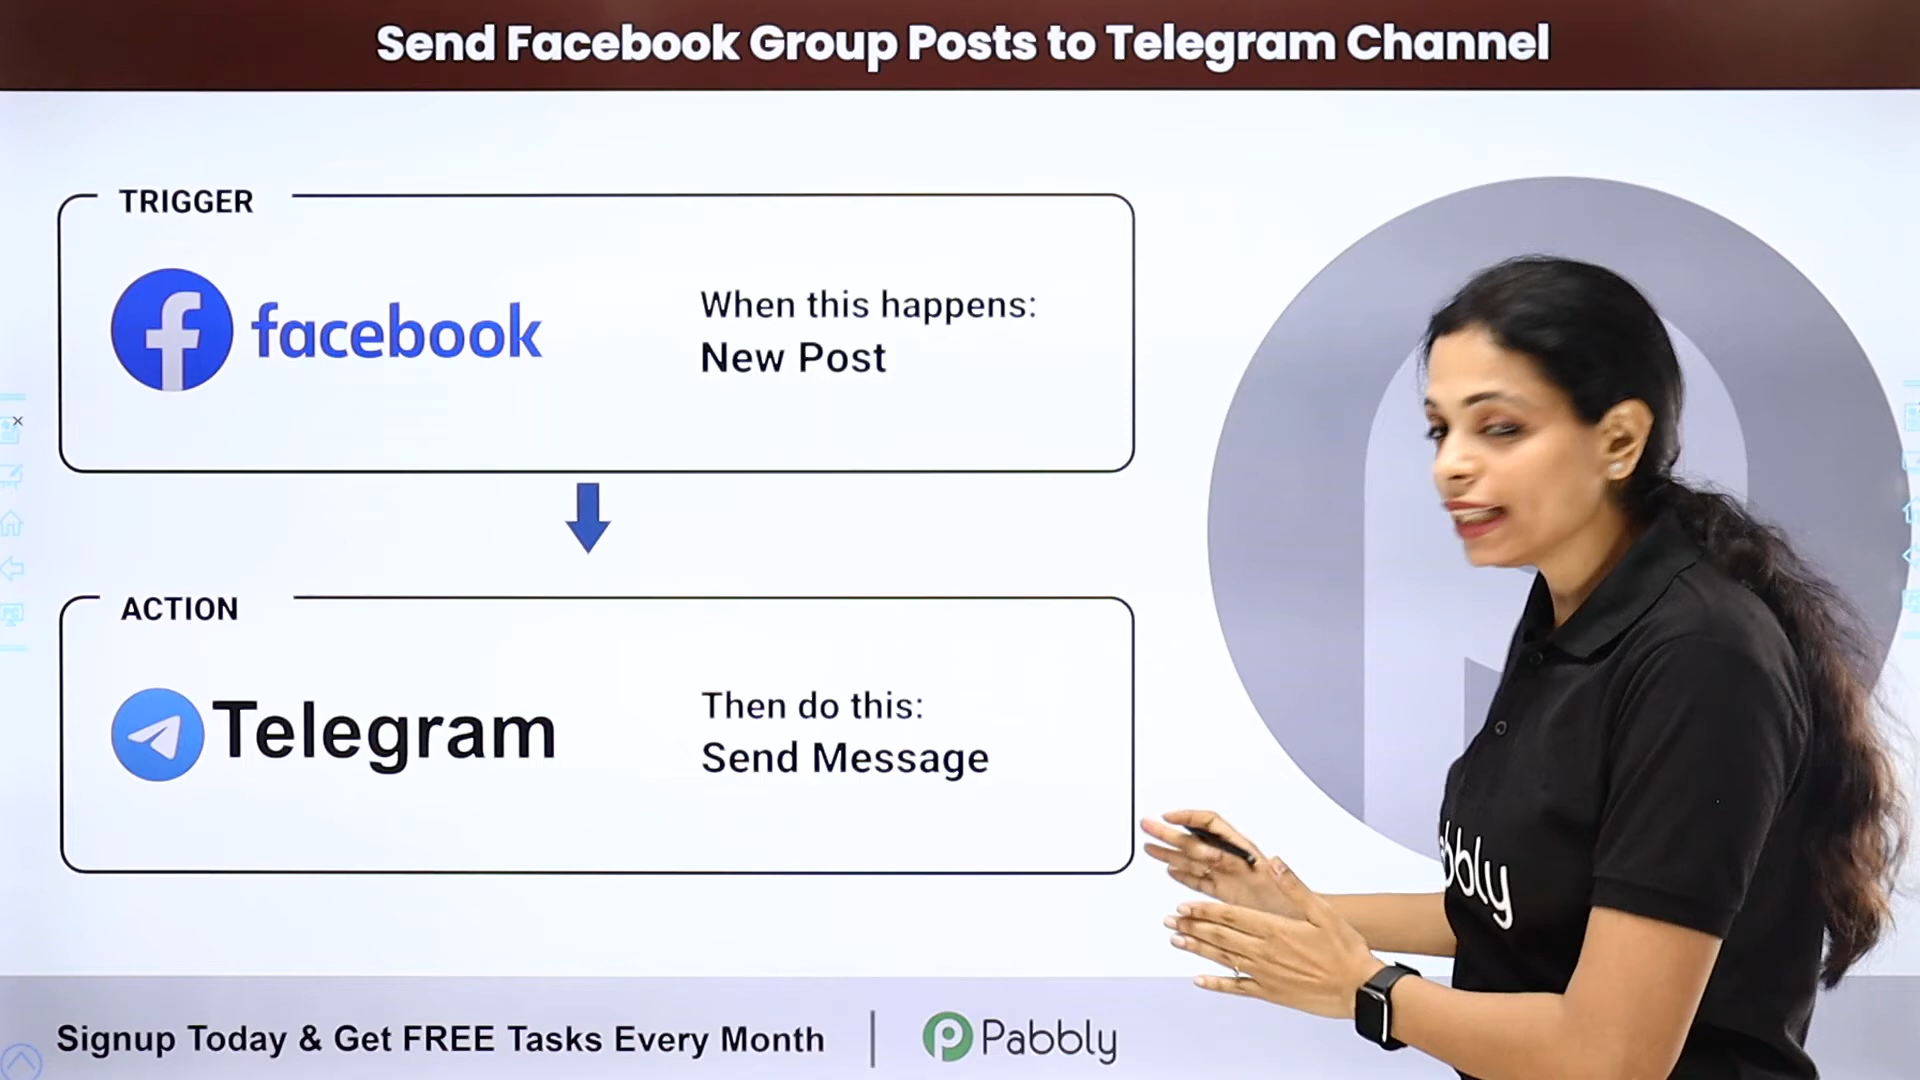 Send Facebook Group Posts to Telegram Channel
TRIGGER
facebook
When this happens:
New Post
ACTION
Telegram
Then do this:
Send Message
bbly
Signup Today & Get FREE Tasks Every Month
Pabbly